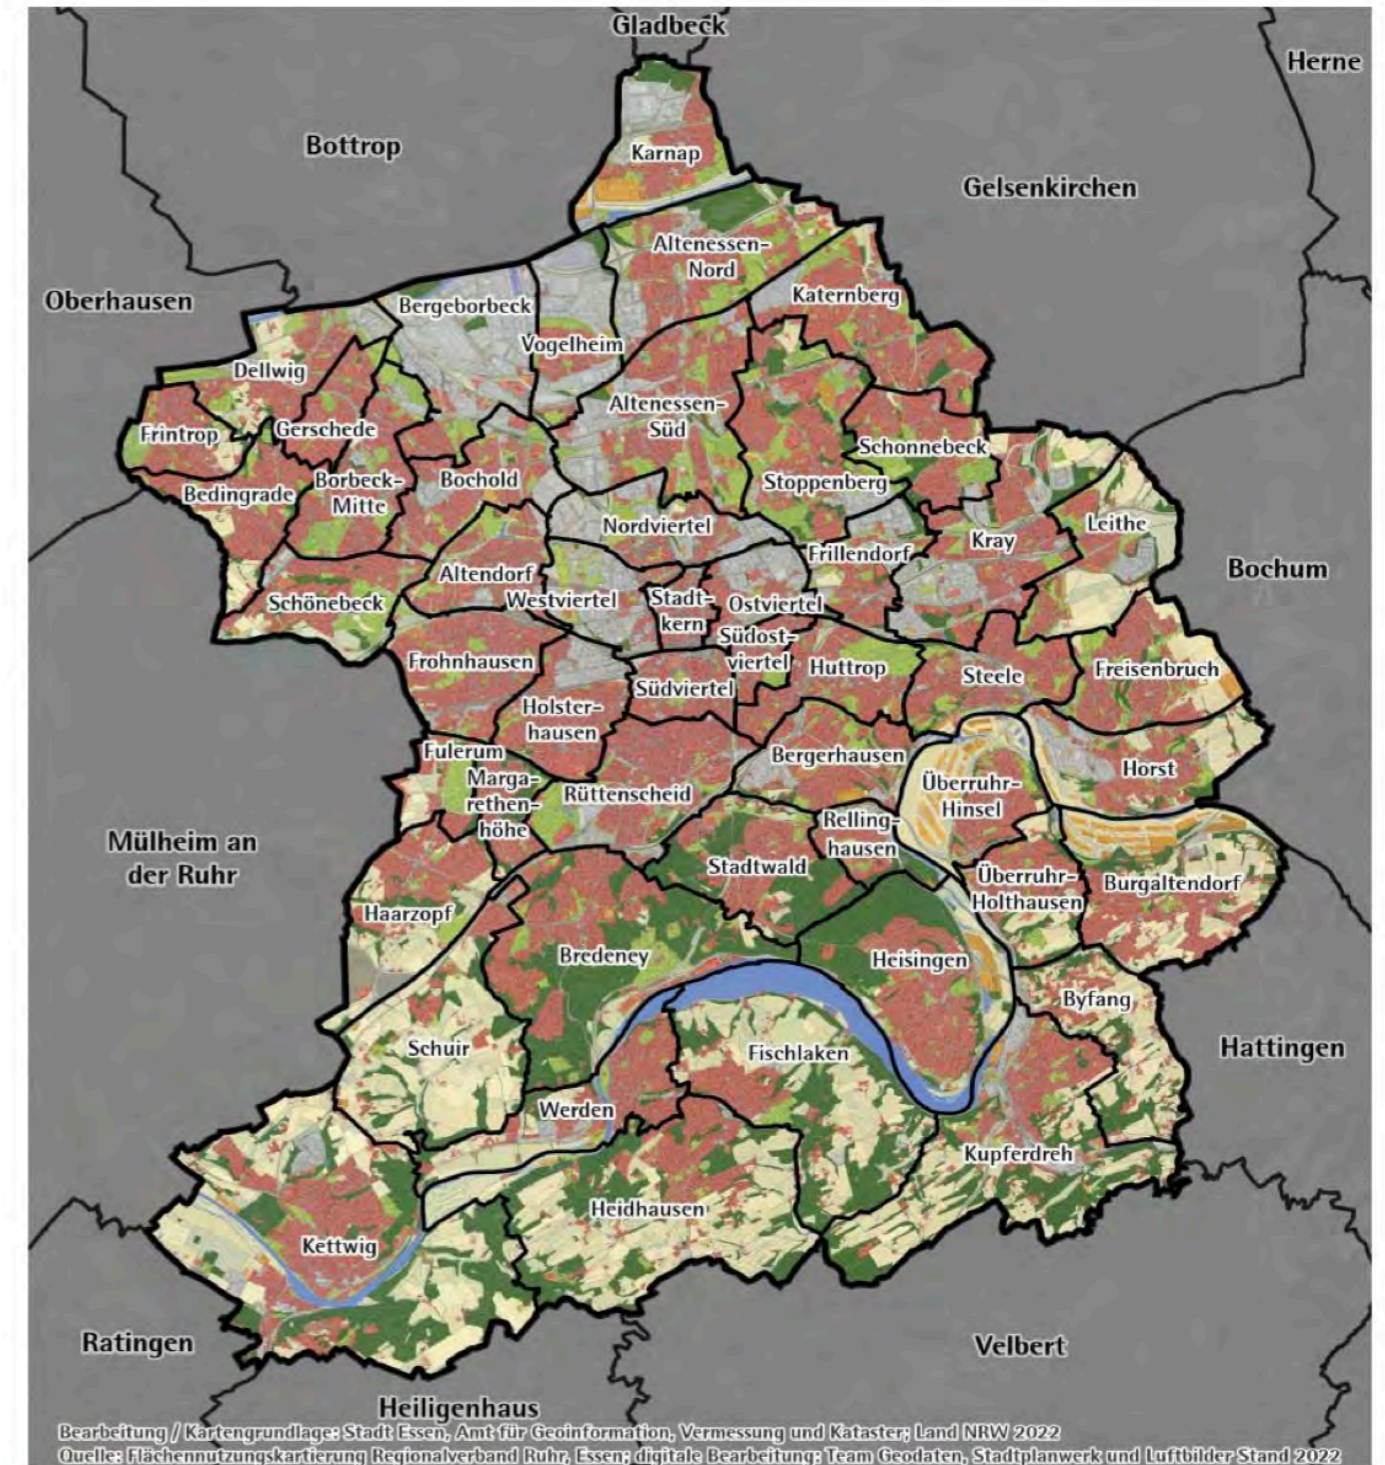 Gladbeck
Herne
Bottrop
Karnap
Gelsenkirchen
Altenessen-
Nord
Oberhausen
Bergeborbeck
Katernberg
Vogelheim
Dellwig
Altenessen-
Süd
Frintrop
Gerschede
Schonnebeck
Bedingrade
Borbeck-
Mitte
Bochold
Stoppenberg
Nordviertel
Leithe
Kray
Frillendorf
Bochum
Altendorf
Westviertel
Stadt-
kern
Ostviertel
Schönebeck
Südost-
viertel
Frohnhausen
Huttrop
Steele
Freisenbruch
Südviertel
Holster-
hausen
Fulerum
Bergerhausen
Horst
Marga-
rethen-
höhe
Rüttenscheid
Überruhr-
Hinsel
Relling-
hausen
Mülheim an
der Ruhr
Stadtwald
Überruhr-
Holthausen
Burgaltendorf
Haarzopf
Bredeney
Heisingen
Byfang
Schuir
Fischlaken
Hattingen
Werden
Kupferdreh
Heidhausen
Kettwig
Ratingen
Velbert
Heiligenhaus
Bearbeitung / Kartengrundlage: Stadt Essen, Amt für Geoinformation, Vermessung und Kataster; Land NRW 2022
Quelle: Flächennutzungskartierung Regionalverband Ruhr, Essen; digitale Bearbeitung: Team Geodaten, Stadtplanwerk und Luftbilder Stand 2022